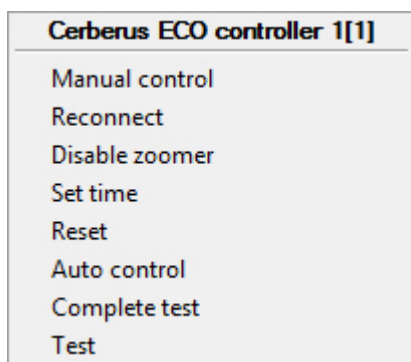 Cerberus ECO controller 1[1]
Manual control
Reconnect
Disable zoomer
Set time
Reset
Auto control
Complete test
Test